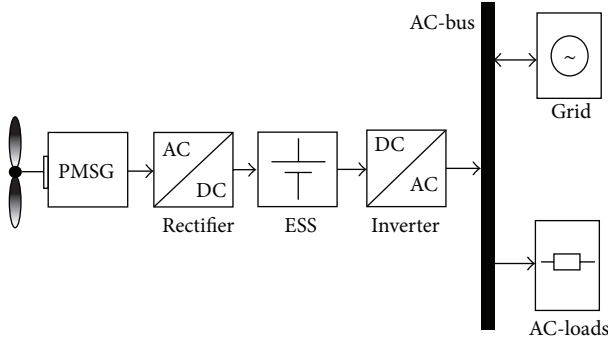 AC-bus
~
Grid
PMSG
AC
DC
Rectifier
ESS
DC
AC
Inverter
AC-loads